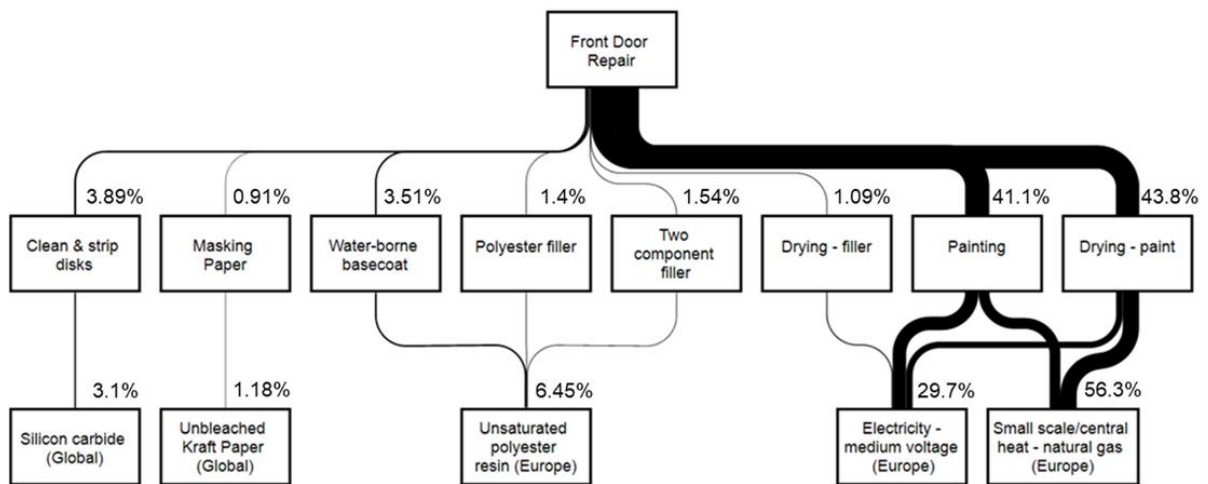 Front Door
Repair
3.89%
0.91%
3.51%
1.4%
1.54%
1.09%
41.1%
43.8%
Clean & strip
disks
Masking
Paper
Water-borne
basecoat
Polyester filler
Two
component
filler
Drying - filler
Painting
Drying - paint
3.1%
1.18%
6.45%
29.7%
56.3%
Silicon carbide
(Global)
Unbleached
Kraft Paper
(Global)
Unsaturated
polyester
resin (Europe)
Electricity -
medium voltage
(Europe)
Small scale/central
heat - natural gas
(Europe)